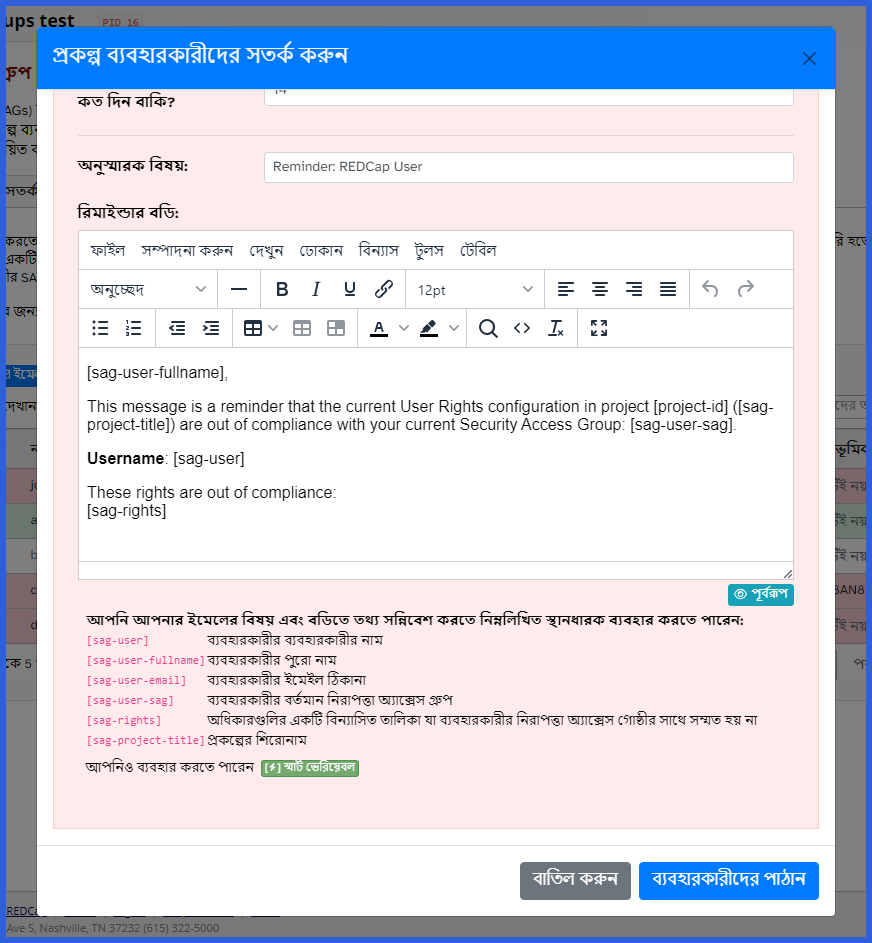 ups test PID 16
প্রকল্প ব্যবহারকারীদের সতর্ক করুন
কত দিন বাকি?
14
অনুস্মারক বিষয়: Reminder: REDCap User
রিমাইন্ডার বডি:
ফাইল সম্পাদনা করুন দেখুন ঢোকান বিন্যাস টুলস টেবিল
অনুচ্ছেদ B I U 12pt
A
[sag-user-fullname],
This message is a reminder that the current User Rights configuration in project [project-id] ([sag-
project-title]) are out of compliance with your current Security Access Group: [sag-user-sag].
Username: [sag-user]
These rights are out of compliance:
[sag-rights]
পূর্বরূপ
আপনি আপনার ইমেলের বিষয় এবং বডিতে তথ্য সন্নিবেশ করতে নিম্নলিখিত স্থানধারক ব্যবহার করতে পারেন:
[sag-user] ব্যবহারকারীর ব্যবহারকারীর নাম
[sag-user-fullname] ব্যবহারকারীর পুরো নাম
[sag-user-email] ব্যবহারকারীর ইমেইল ঠিকানা
[sag-user-sag] ব্যবহারকারীর বর্তমান নিরাপত্তা অ্যাক্সেস গ্রুপ
[sag-rights] অধিকারগুলির একটি বিন্যাসিত তালিকা যা ব্যবহারকারীর নিরাপত্তা অ্যাক্সেস গোষ্ঠীর সাথে সম্মত হয় না
[sag-project-title] প্রকল্পের শিরোনাম
আপনিও ব্যবহার করতে পারেন [⚡] স্মার্ট ভেরিয়েবল
বাতিল করুন ব্যবহারকারীদের পাঠান
Ave S, Nashville, TN 37232 (615) 322-5000